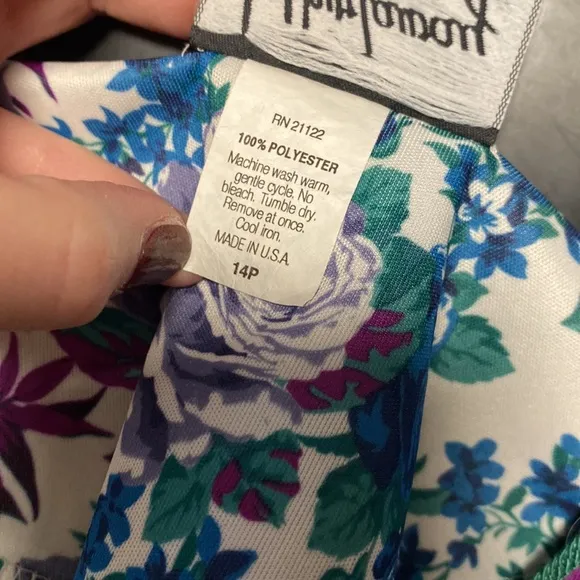 RN 21122
100% POLYESTER
Machine wash warm,
gentle cycle. No
bleach. Tumble dry.
Remove at once.
Cool iron.
MADE IN U.S.A.
14P